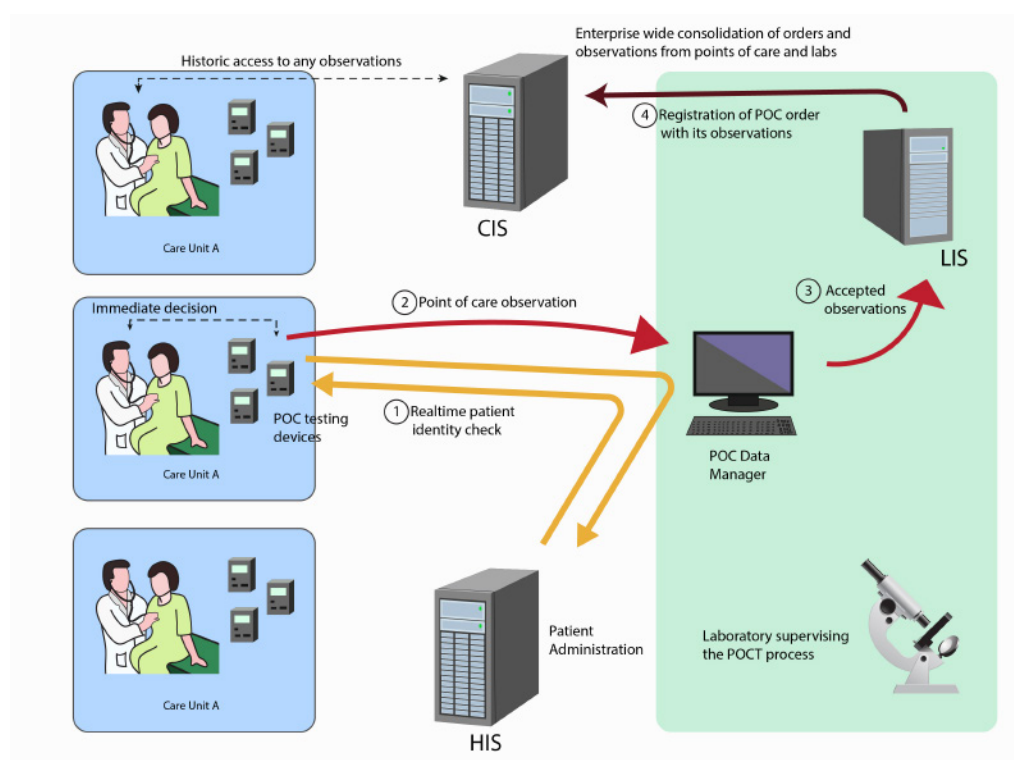 Enterprise wide consolidation of orders and
observations from points of care and labs
Historic access to any observations
4 Registration of POC order
with its observations
CIS
LIS
Care Unit A
Immediate decision
2 Point of care observation
3 Accepted
observations
1 Realtime patient
identity check
POC testing
devices
Care Unit A
POC Data
Manager
Patient
Administration
Laboratory supervising
the POCT process
Care Unit A
HIS